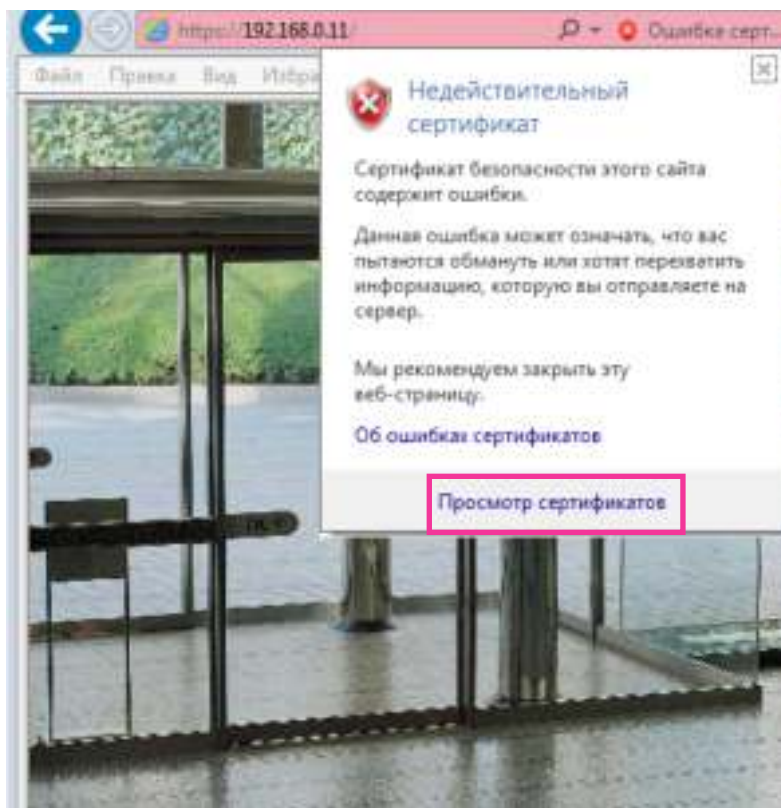 https://192.168.0.11/
Ошибка серт...
Файл Правка Вид Избра
Недействительный
сертификат
Сертификат безопасности этого сайта
содержит ошибки.
Данная ошибка может означать, что вас
пытаются обмануть или хотят перехватить
информацию, которую вы отправляете на
сервер.
Мы рекомендуем закрыть эту
веб-страницу.
Об ошибках сертификатов
Просмотр сертификатов